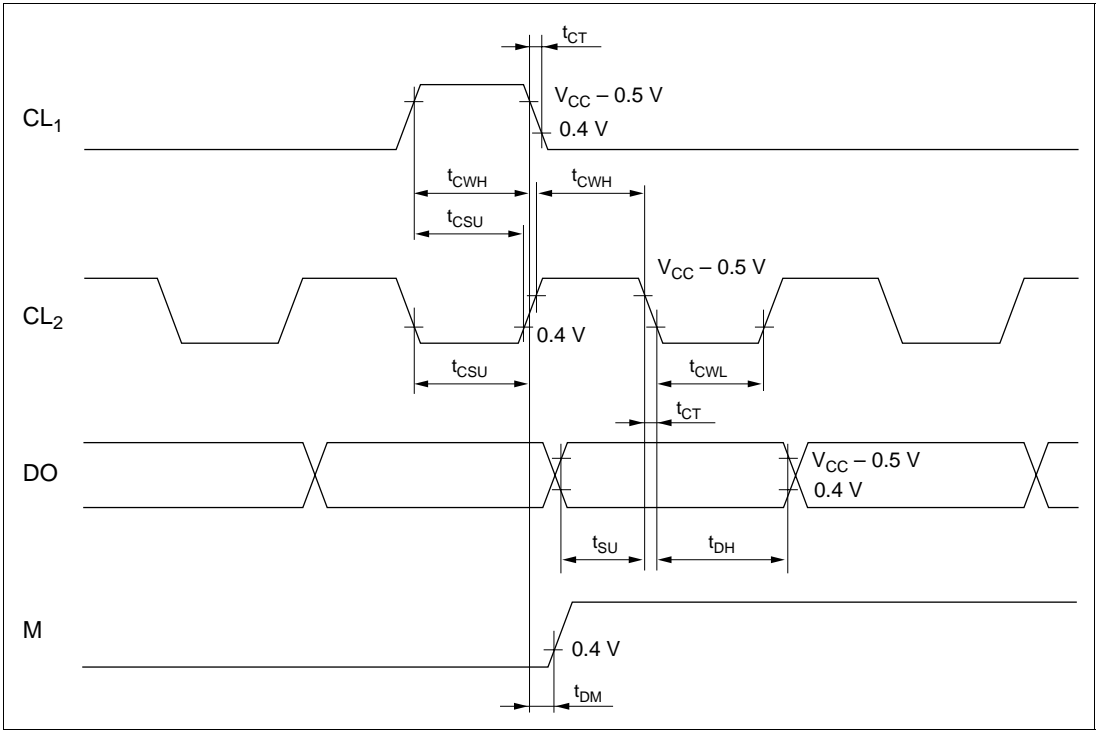 t_CT
CL_1
V_CC – 0.5 V
0.4 V
t_CWH t_CWH
t_CSU
V_CC – 0.5 V
CL_2
0.4 V
t_CSU t_CWL
t_CT
DO
V_CC – 0.5 V
0.4 V
t_SU t_DH
M
0.4 V
t_DM